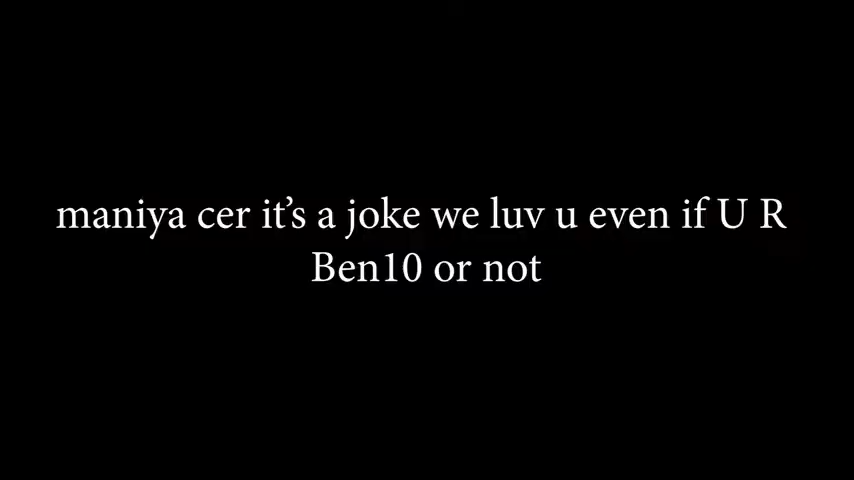 maniya cer it’s a joke we luv u even if U R
Ben10 or not